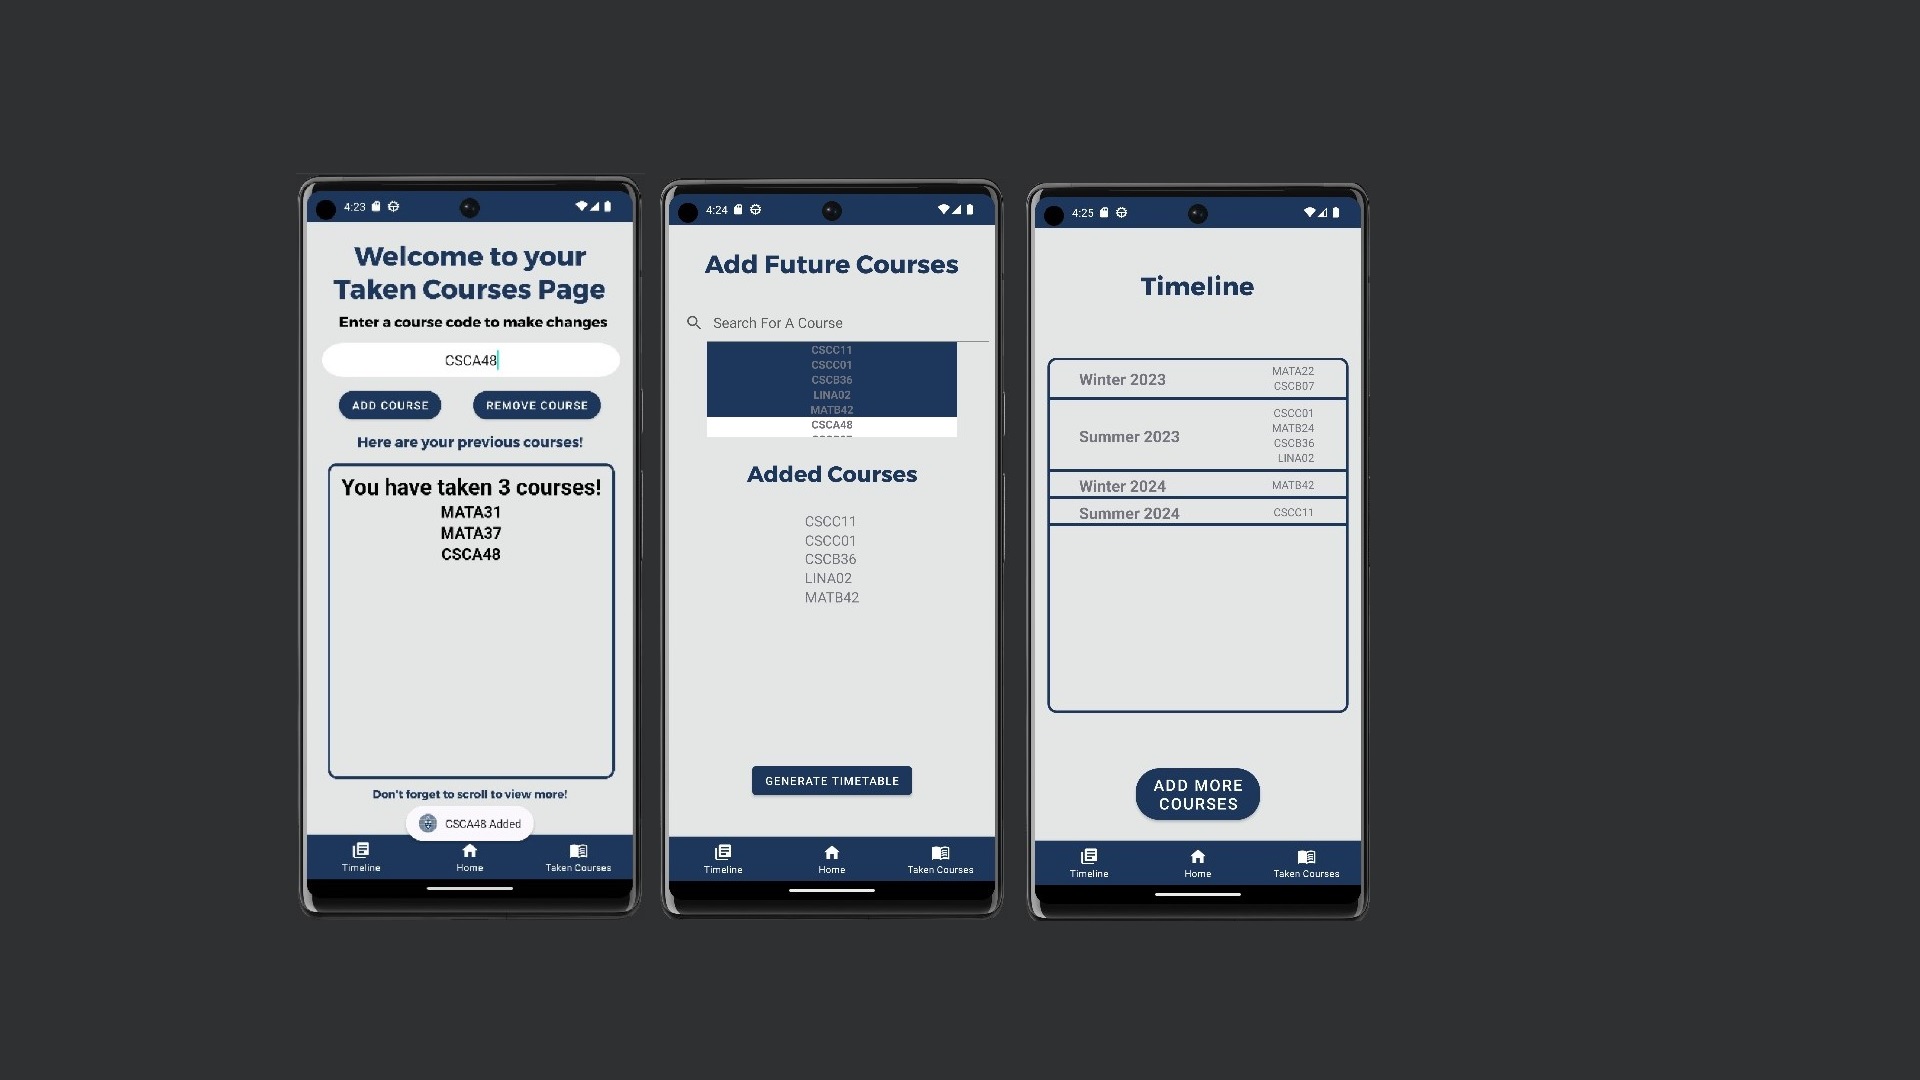 4:23
Welcome to your
Taken Courses Page
Enter a course code to make changes
CSCA48
ADD COURSE
REMOVE COURSE
Here are your previous courses!
You have taken 3 courses!
MATA31
MATA37
CSCA48
Don't forget to scroll to view more!
CSCA48 Added
Timeline
Home
Taken Courses
4:24
Add Future Courses
Search For A Course
CSCC11
CSCC01
CSCB36
LINA02
MATB42
CSCA48
Added Courses
CSCC11
CSCC01
CSCB36
LINA02
MATB42
GENERATE TIMETABLE
Timeline
Home
Taken Courses
4:25
Timeline
Winter 2023
MATA22
CSCB07
Summer 2023
CSCC01
MATB24
CSCB36
LINA02
Winter 2024
MATB42
Summer 2024
CSCC11
ADD MORE
COURSES
Timeline
Home
Taken Courses